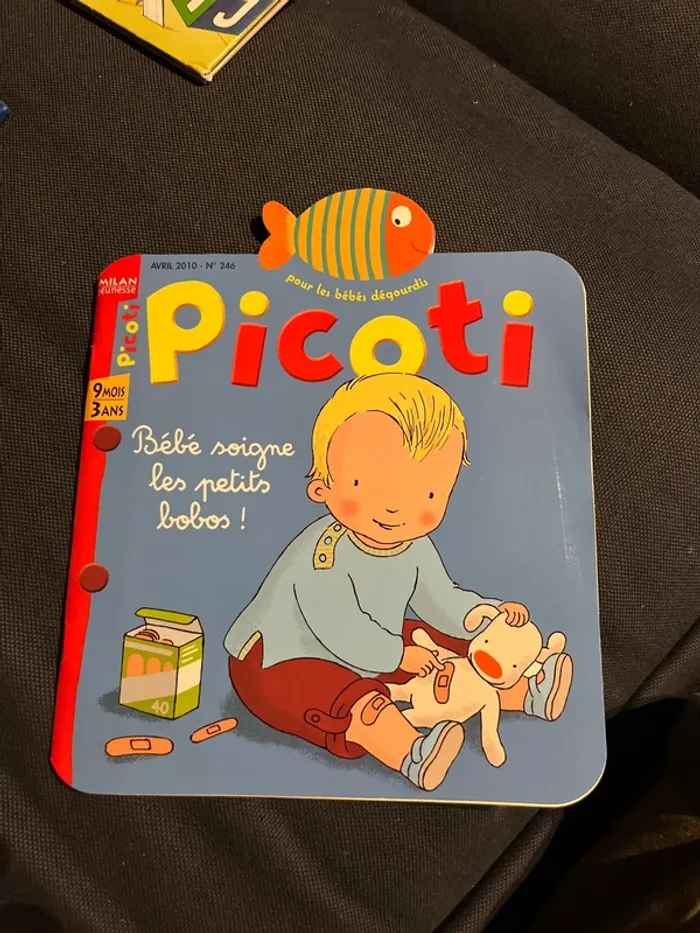 AVRIL 2010 - N° 246
MILAN
jeunesse
pour les bébés dégourdis
Picoti
Picoti
9 MOIS
3 ANS
Bébé soigne
les petits
bobos !
40